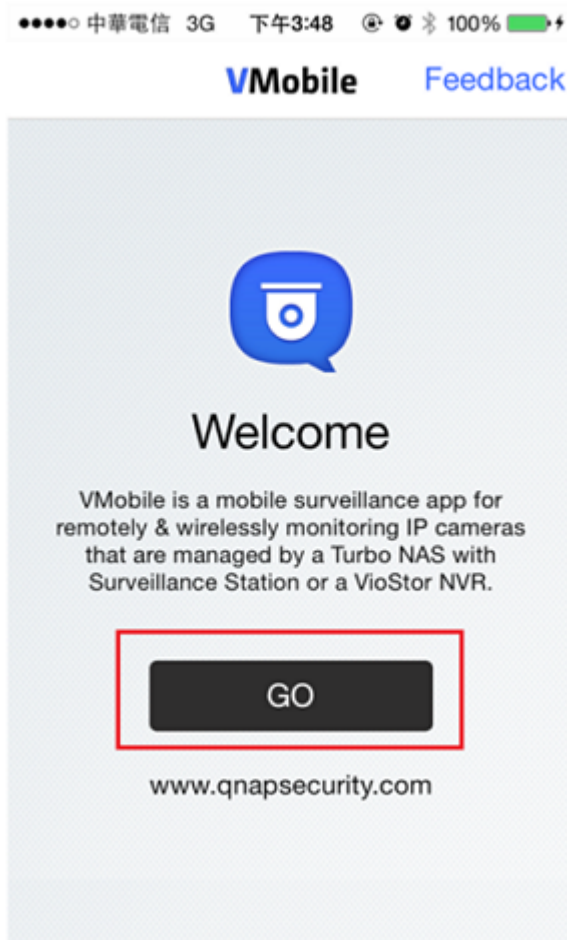 中華電信 3G 下午3:48 100%
VMobile Feedback
Welcome
VMobile is a mobile surveillance app for
remotely & wirelessly monitoring IP cameras
that are managed by a Turbo NAS with
Surveillance Station or a VioStor NVR.
GO
www.qnapsecurity.com